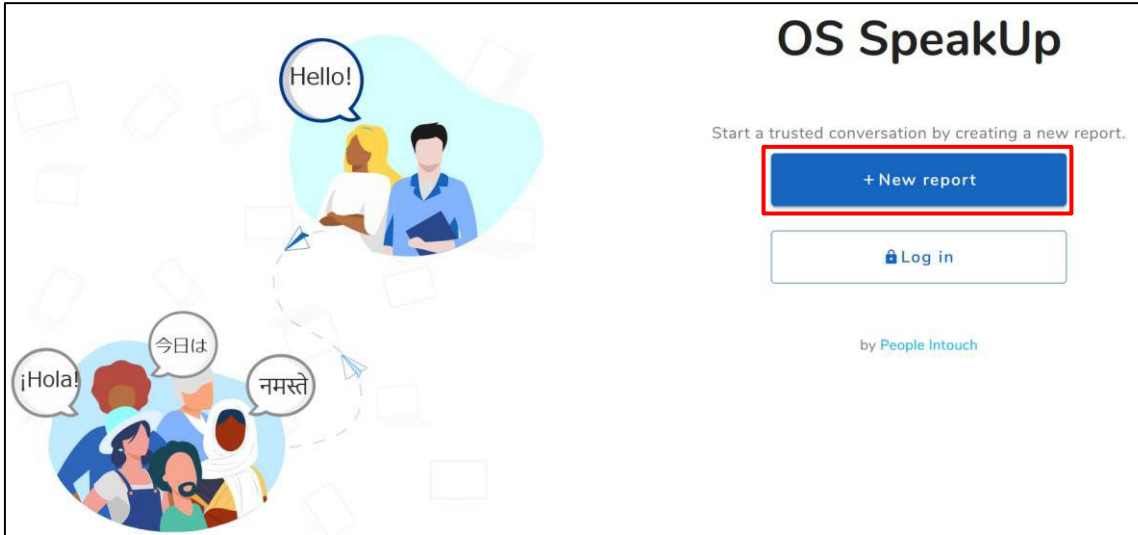 Hello!
今日は
¡Hola!
नमस्ते
OS SpeakUp
Start a trusted conversation by creating a new report.
+ New report
Log in
by People Intouch